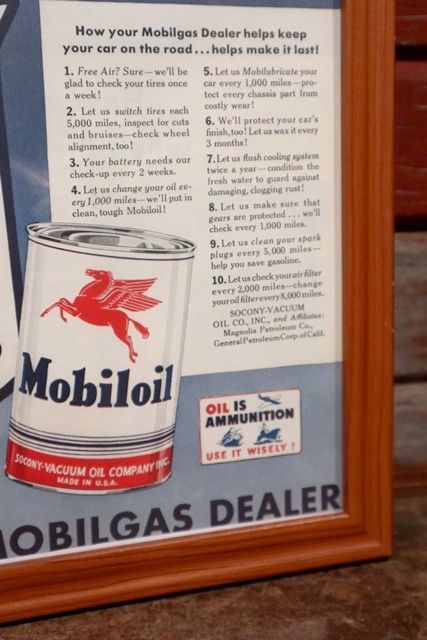 How your Mobilgas Dealer helps keep
your car on the road...helps make it last!
1. Free Air? Sure—we'll be
glad to check your tires once
a week!
2. Let us switch tires each
5,000 miles, inspect for cuts
and bruises—check wheel
alignment, too!
3. Your battery needs our
check-up every 2 weeks.
4. Let us change your oil ev-
ery 1,000 miles—we'll put in
clean, tough Mobiloil!
5. Let us Mobilubricate your
car every 1,000 miles—pro-
tect every chassis part from
costly wear!
6. We'll protect your car's
finish, too! Let us wax it every
3 months!
7. Let us flush cooling system
twice a year—condition the
fresh water to guard against
damaging, clogging rust!
8. Let us make sure that
gears are protected...we'll
check every 1,000 miles.
9. Let us clean your spark
plugs every 5,000 miles—
help you save gasoline.
10. Let us check your air filter
every 2,000 miles—change
your oil filter every 8,000 miles.
SOCONY-VACUUM
OIL CO., INC., and Affiliates:
Magnolia Petroleum Co.,
General Petroleum Corp. of Calif.
Mobiloil
SOCONY-VACUUM OIL COMPANY INC.
MADE IN U.S.A.
OIL IS
AMMUNITION
USE IT WISELY!
MOBILGAS DEALER